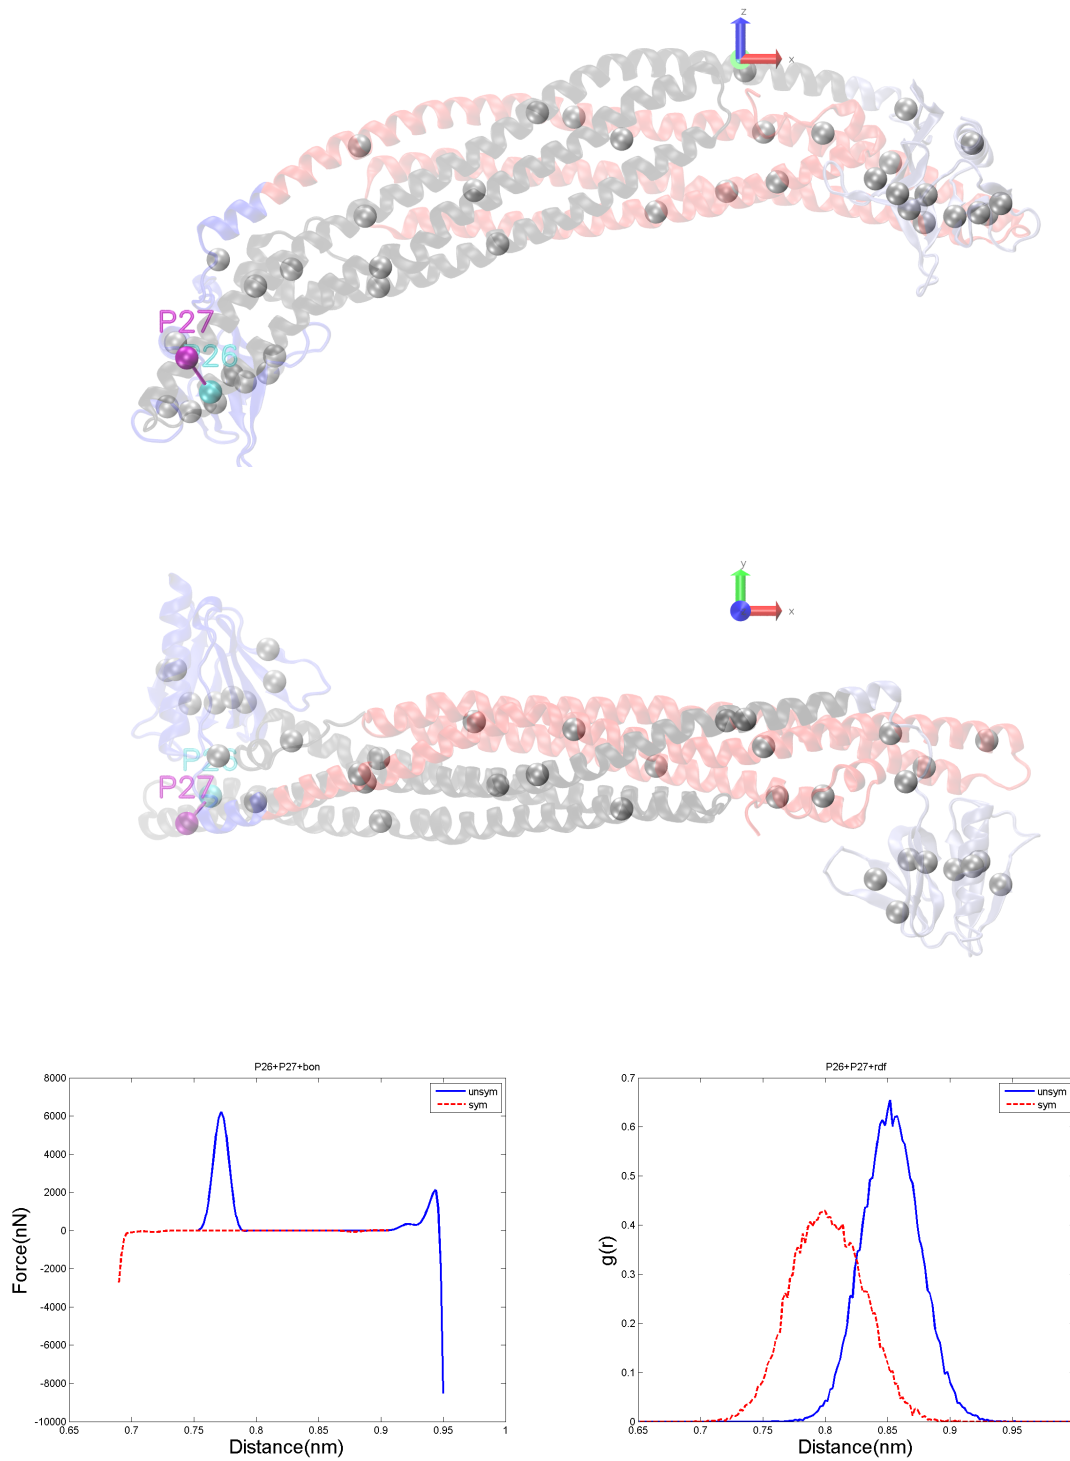 z
x
P27
P26
y
x
P26
P27
P26+P27+bon
8000
6000
4000
2000
0
-2000
-4000
-6000
-8000
-10000
0.65
0.7
0.75
0.8
0.85
0.9
0.95
1
Force(nN)
Distance(nm)
unsym
sym
P26+P27+rdf
0.7
0.6
0.5
0.4
0.3
0.2
0.1
0
0.65
0.7
0.75
0.8
0.85
0.9
0.95
g(r)
Distance(nm)
unsym
sym